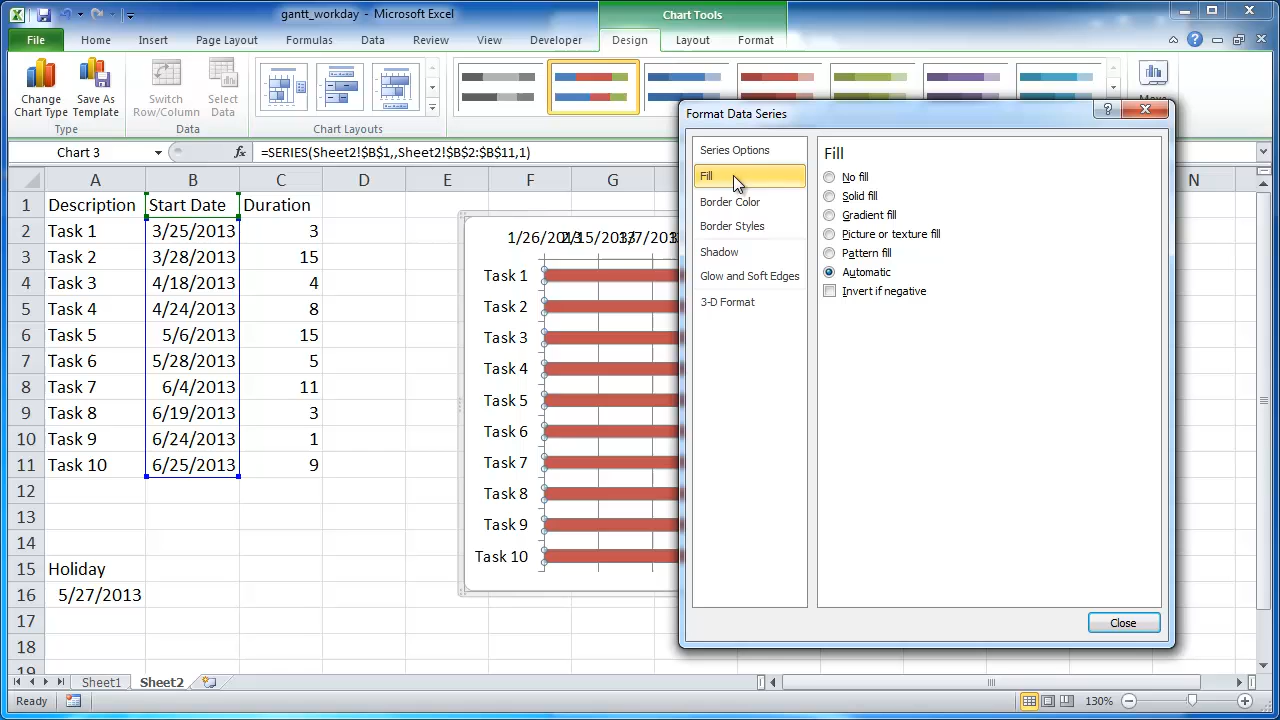 gantt_workday - Microsoft Excel
Chart Tools
File Home Insert Page Layout Formulas Data Review View Developer Design Layout Format
Change Chart Type
Save As Template
Switch Row/Column
Select Data
Type
Data
Chart Layouts
Chart 3
fx
=SERIES(Sheet2!$B$1,,Sheet2!$B$2:$B$11,1)
A B C D E F G N
1 Description Start Date Duration
2 Task 1 3/25/2013 3
3 Task 2 3/28/2013 15
4 Task 3 4/18/2013 4
5 Task 4 4/24/2013 8
6 Task 5 5/6/2013 15
7 Task 6 5/28/2013 5
8 Task 7 6/4/2013 11
9 Task 8 6/19/2013 3
10 Task 9 6/24/2013 1
11 Task 10 6/25/2013 9
12
13
14
15 Holiday
16 5/27/2013
17
18
19
Task 1
Task 2
Task 3
Task 4
Task 5
Task 6
Task 7
Task 8
Task 9
Task 10
Format Data Series
Series Options
Fill
Border Color
Border Styles
Shadow
Glow and Soft Edges
3-D Format
Fill
No fill
Solid fill
Gradient fill
Picture or texture fill
Pattern fill
Automatic
Invert if negative
Close
Sheet1 Sheet2
Ready
130%